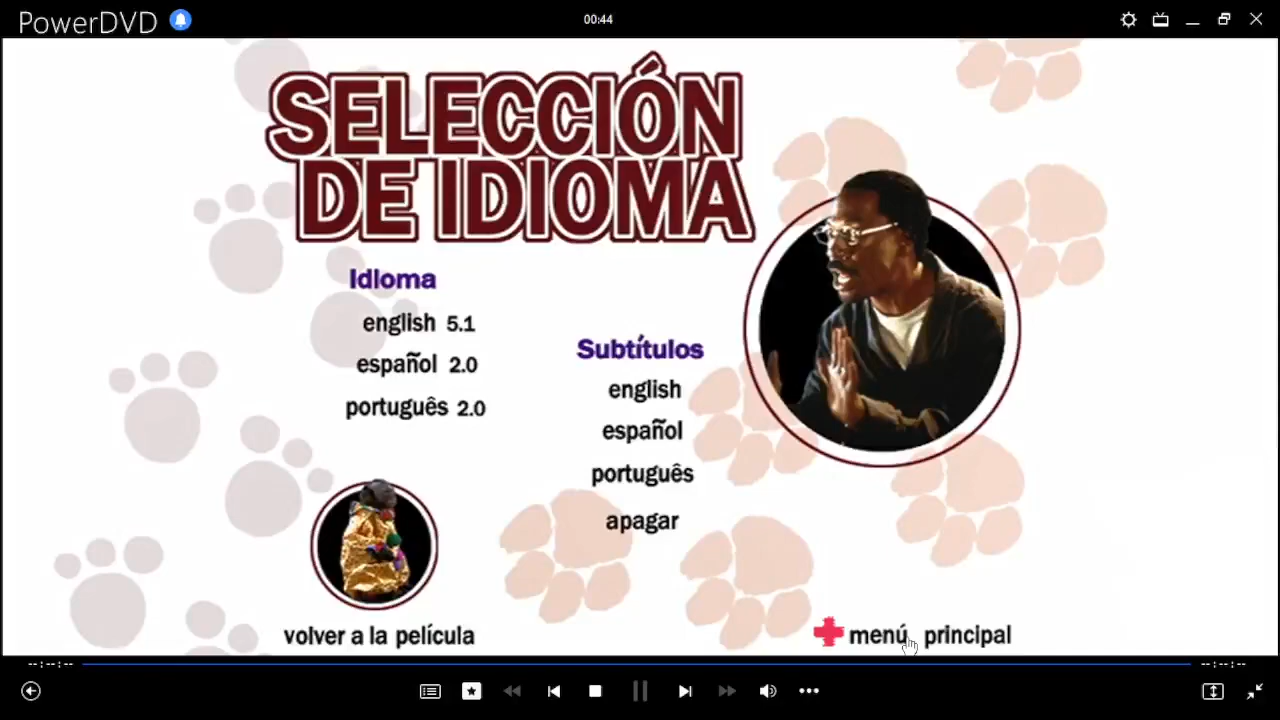 PowerDVD
00:44
SELECCIÓN
DE IDIOMA
Idioma
english 5.1
español 2.0
português 2.0
Subtítulos
english
español
português
apagar
volver a la película
menú principal
--:--:--
--:--:--